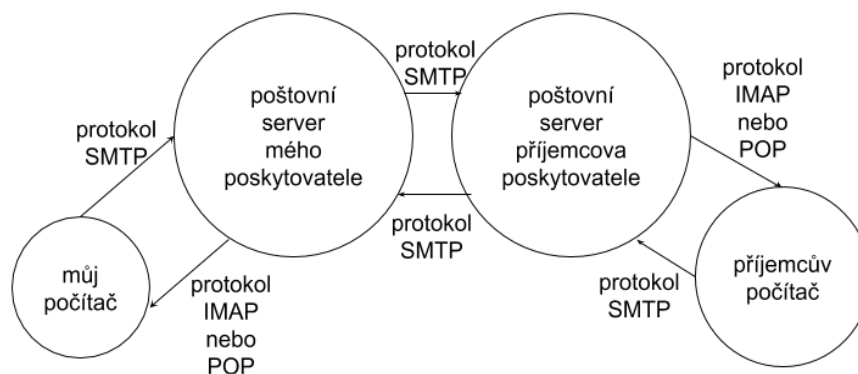 protokol
SMTP
poštovní
server
mého
poskytovatele
protokol
SMTP
poštovní
server
příjemcova
poskytovatele
protokol
IMAP
nebo
POP
protokol
SMTP
můj
počítač
protokol
IMAP
nebo
POP
příjemcův
počítač
protokol
SMTP